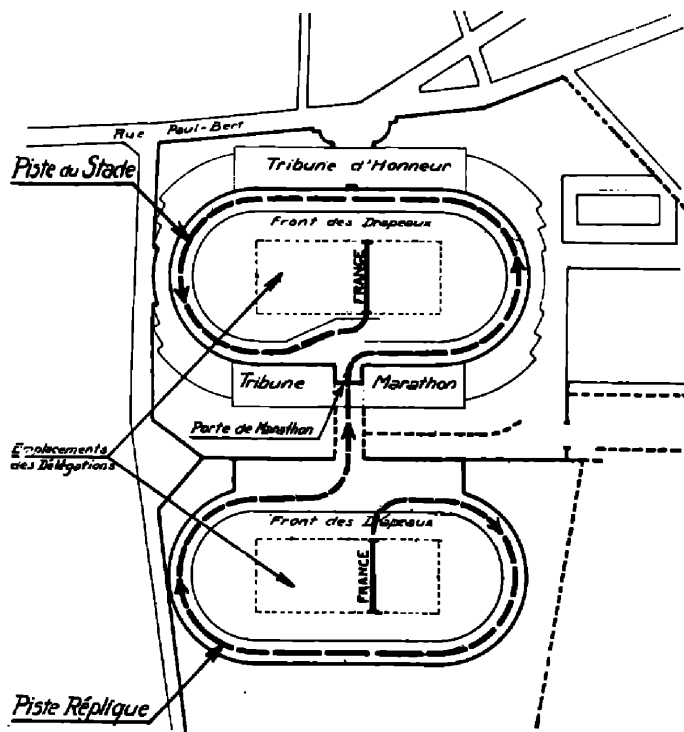 Rue Paul-Bert
Piste du Stade
Tribune d'Honneur
Front des Drapeaux
FRANCE
Tribune Marathon
Porte de Marathon
Emplacements
des Délégations
Front des Drapeaux
FRANCE
Piste Réplique